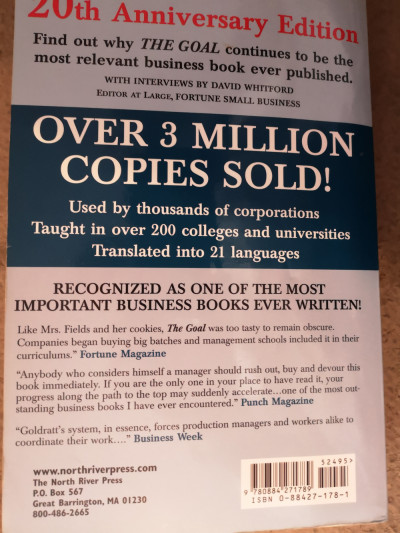 20th Anniversary Edition
Find out why THE GOAL continues to be the
most relevant business book ever published.
WITH INTERVIEWS BY DAVID WHITFORD
EDITOR AT LARGE, FORTUNE SMALL BUSINESS
OVER 3 MILLION
COPIES SOLD!
Used by thousands of corporations
Taught in over 200 colleges and universities
Translated into 21 languages
RECOGNIZED AS ONE OF THE MOST
IMPORTANT BUSINESS BOOKS EVER WRITTEN!
Like Mrs. Fields and her cookies, The Goal was too tasty to remain obscure.
Companies began buying big batches and management schools included it in their
curriculums.” Fortune Magazine
“Anybody who considers himself a manager should rush out, buy and devour this
book immediately. If you are the only one in your place to have read it, your
progress along the path to the top may suddenly accelerate…one of the most out-
standing business books I have ever encountered.” Punch Magazine
“Goldratt’s system, in essence, forces production managers and workers alike to
coordinate their work….” Business Week
www.northriverpress.com
The North River Press
P.O. Box 567
Great Barrington, MA 01230
800-486-2665
52495>
9 780884 271789
ISBN 0-88427-178-1